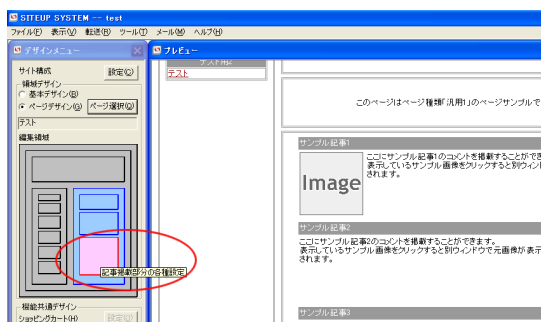 SITEUP SYSTEM -- test
ファイル(F) 表示(V) 転送(R) ツール(T) メール(M) ヘルプ(H)
デザインメニュー
サイト構成
設定(C)
領域デザイン
基本デザイン(B)
ページデザイン(G)
ページ選択(Q)
テスト
編集領域
記事掲載部分の各種設定
機能共通デザイン
ショッピングカート(H)
設定(D)
プレビュー
テスト用2
テスト
このページはページ種類「汎用1」のページサンプルで
サンプル記事1
Image
ここにサンプル記事1のコメントを掲載することができ
表示しているサンプル画像をクリックすると別ウィンド
されます。
サンプル記事2
ここにサンプル記事2のコメントを掲載することができます。
表示しているサンプル画像をクリックすると別ウィンドウで元画像が表示
されます。
サンプル記事3